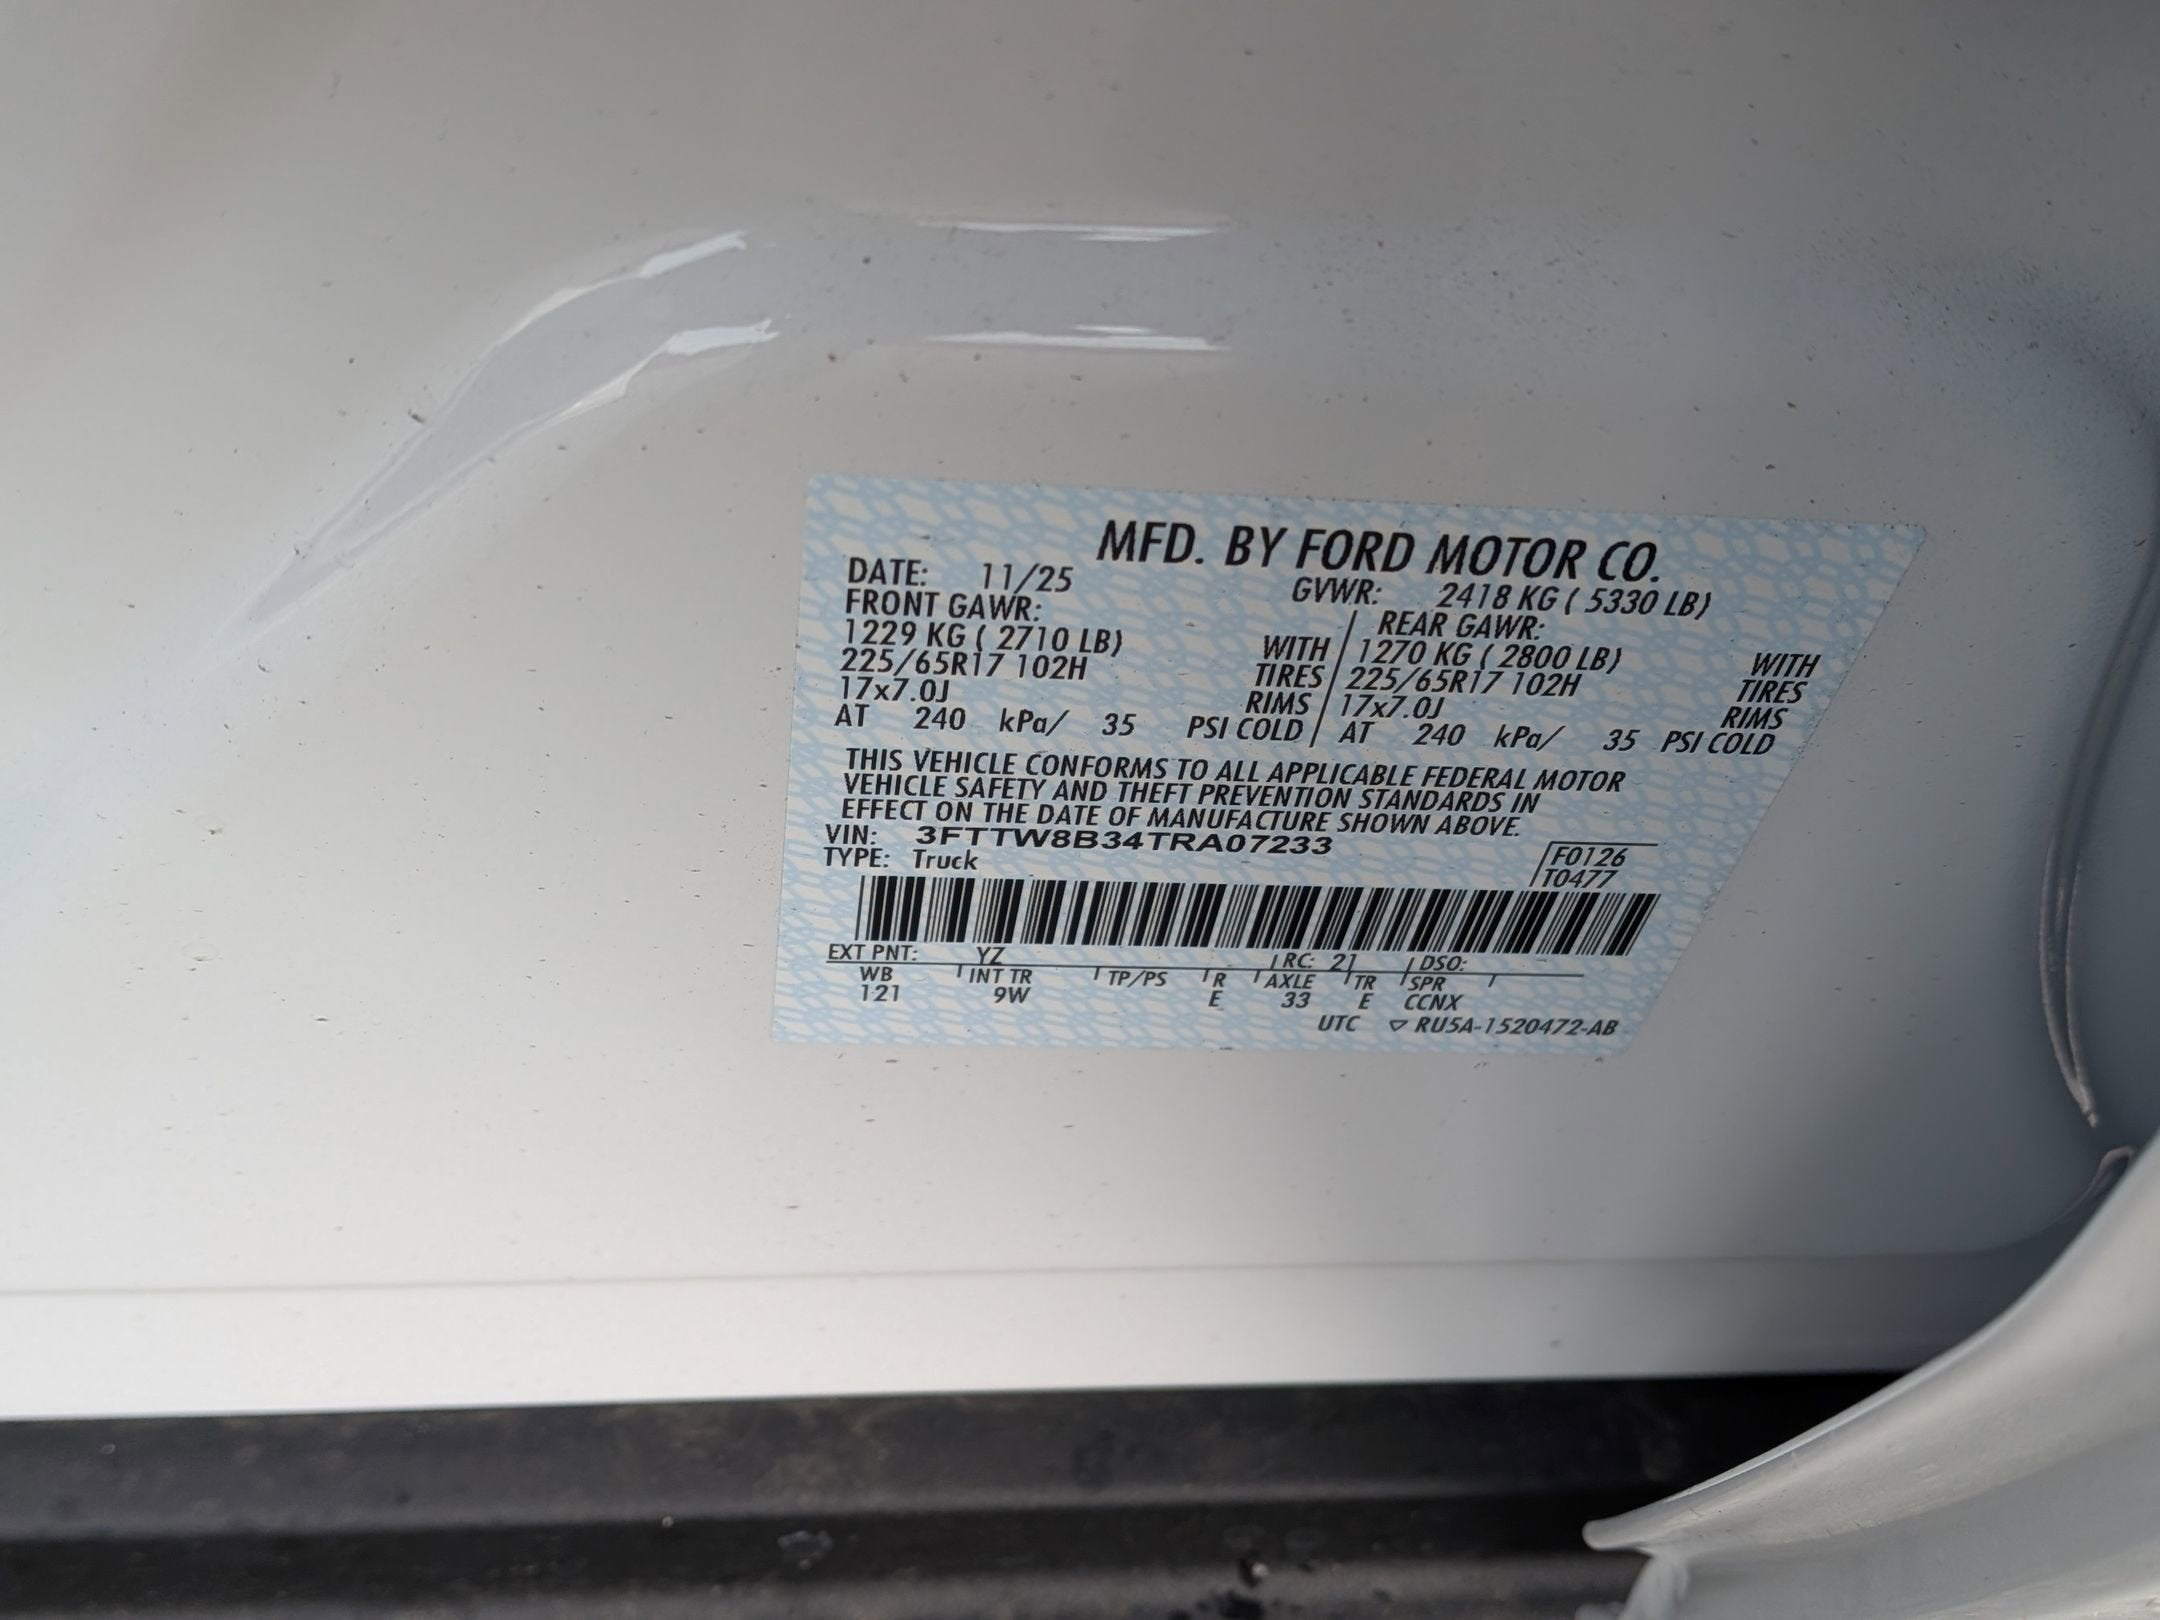 MFD. BY FORD MOTOR CO.
DATE: 11/25 GVWR: 2418 KG ( 5330 LB)
FRONT GAWR: / REAR GAWR:
1229 KG ( 2710 LB) WITH / 1270 KG ( 2800 LB) WITH
225/65R17 102H TIRES / 225/65R17 102H TIRES
17x7.0J RIMS / 17x7.0J RIMS
AT 240 kPa/ 35 PSI COLD / AT 240 kPa/ 35 PSI COLD
THIS VEHICLE CONFORMS TO ALL APPLICABLE FEDERAL MOTOR
VEHICLE SAFETY AND THEFT PREVENTION STANDARDS IN
EFFECT ON THE DATE OF MANUFACTURE SHOWN ABOVE.
VIN: 3FTTW8B34TRA07233
TYPE: Truck
F0126
T0477
EXT PNT: YZ RC: 21 DSO:
WB INT TR TP/PS R AXLE TR SPR
121 9W E 33 E CCNX
UTC ▽ RU5A-1520472-AB